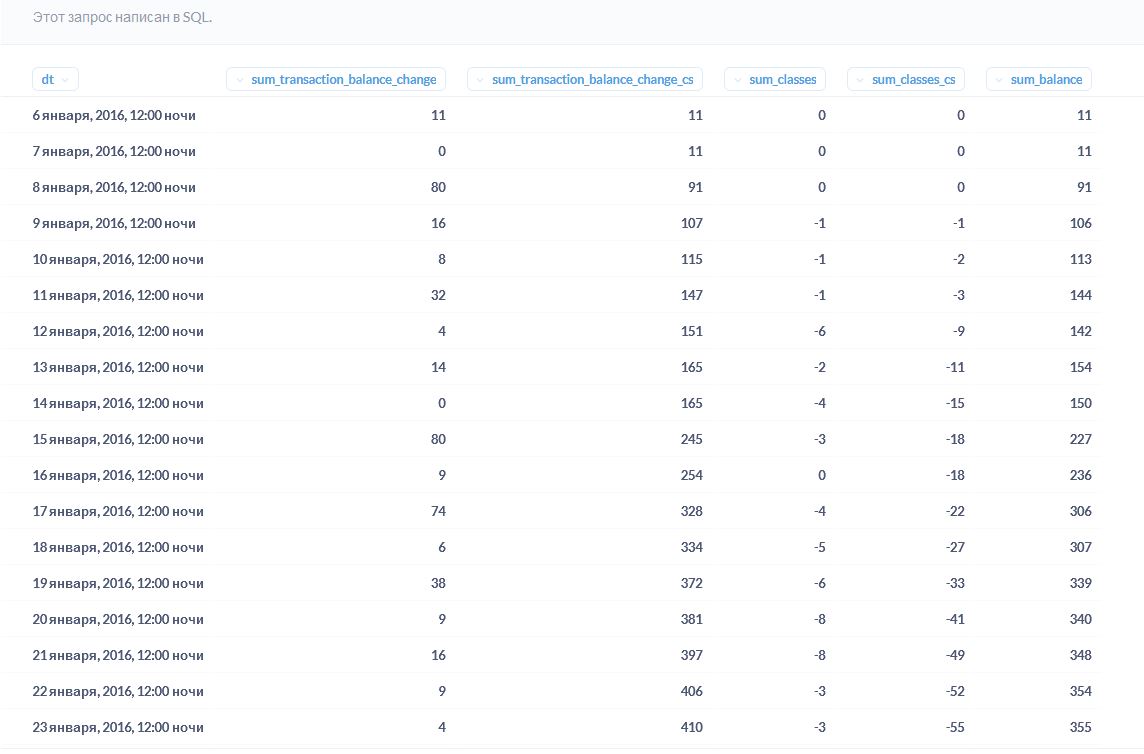 Этот запрос написан в SQL.
dt sum_transaction_balance_change sum_transaction_balance_change_cs sum_classes sum_classes_cs sum_balance
6 января, 2016, 12:00 ночи 11 11 0 0 11
7 января, 2016, 12:00 ночи 0 11 0 0 11
8 января, 2016, 12:00 ночи 80 91 0 0 91
9 января, 2016, 12:00 ночи 16 107 -1 -1 106
10 января, 2016, 12:00 ночи 8 115 -1 -2 113
11 января, 2016, 12:00 ночи 32 147 -1 -3 144
12 января, 2016, 12:00 ночи 4 151 -6 -9 142
13 января, 2016, 12:00 ночи 14 165 -2 -11 154
14 января, 2016, 12:00 ночи 0 165 -4 -15 150
15 января, 2016, 12:00 ночи 80 245 -3 -18 227
16 января, 2016, 12:00 ночи 9 254 0 -18 236
17 января, 2016, 12:00 ночи 74 328 -4 -22 306
18 января, 2016, 12:00 ночи 6 334 -5 -27 307
19 января, 2016, 12:00 ночи 38 372 -6 -33 339
20 января, 2016, 12:00 ночи 9 381 -8 -41 340
21 января, 2016, 12:00 ночи 16 397 -8 -49 348
22 января, 2016, 12:00 ночи 9 406 -3 -52 354
23 января, 2016, 12:00 ночи 4 410 -3 -55 355